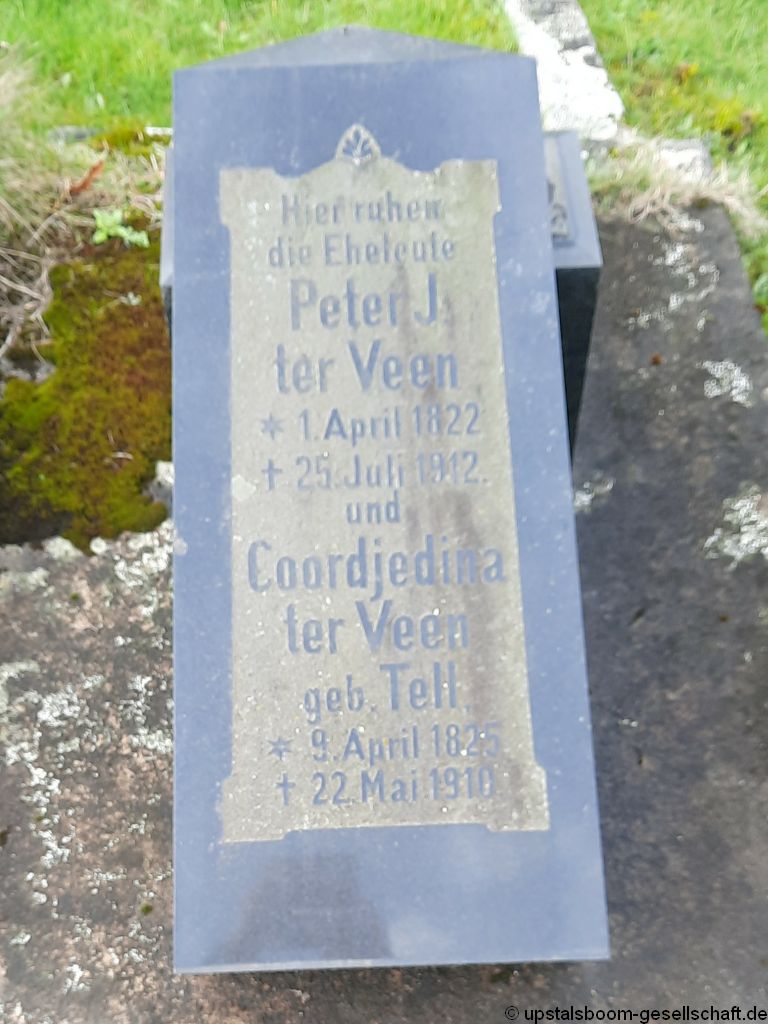 Hier ruhen
die Eheleute
Peter J.
ter Veen
* 1. April 1822
† 25. Juli 1912.
und
Coordjedina
ter Veen
geb. Tell.
* 9. April 1825
† 22. Mai 1910
© upstalsboom-gesellschaft.de